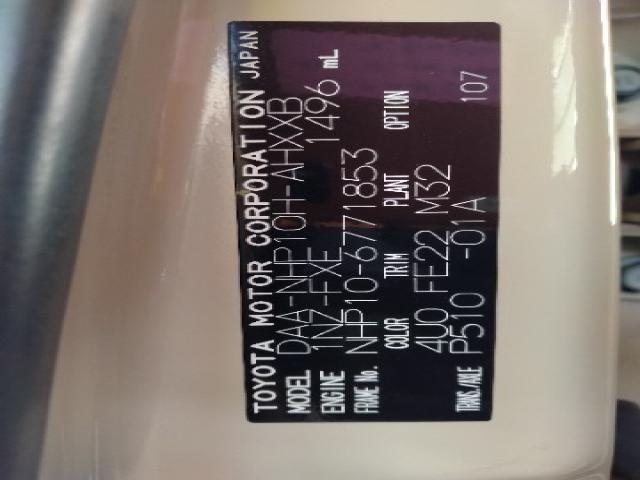 TOYOTA MOTOR CORPORATION JAPAN
MODEL DAA-NHP10H-AHXXB
ENGINE 1NZ-FXE 1496 mL
FRAME No. NHP10-6771853
COLOR TRIM PLANT OPTION
4U0 FE22 M32
TRANS/AXLE P510 -01A 107